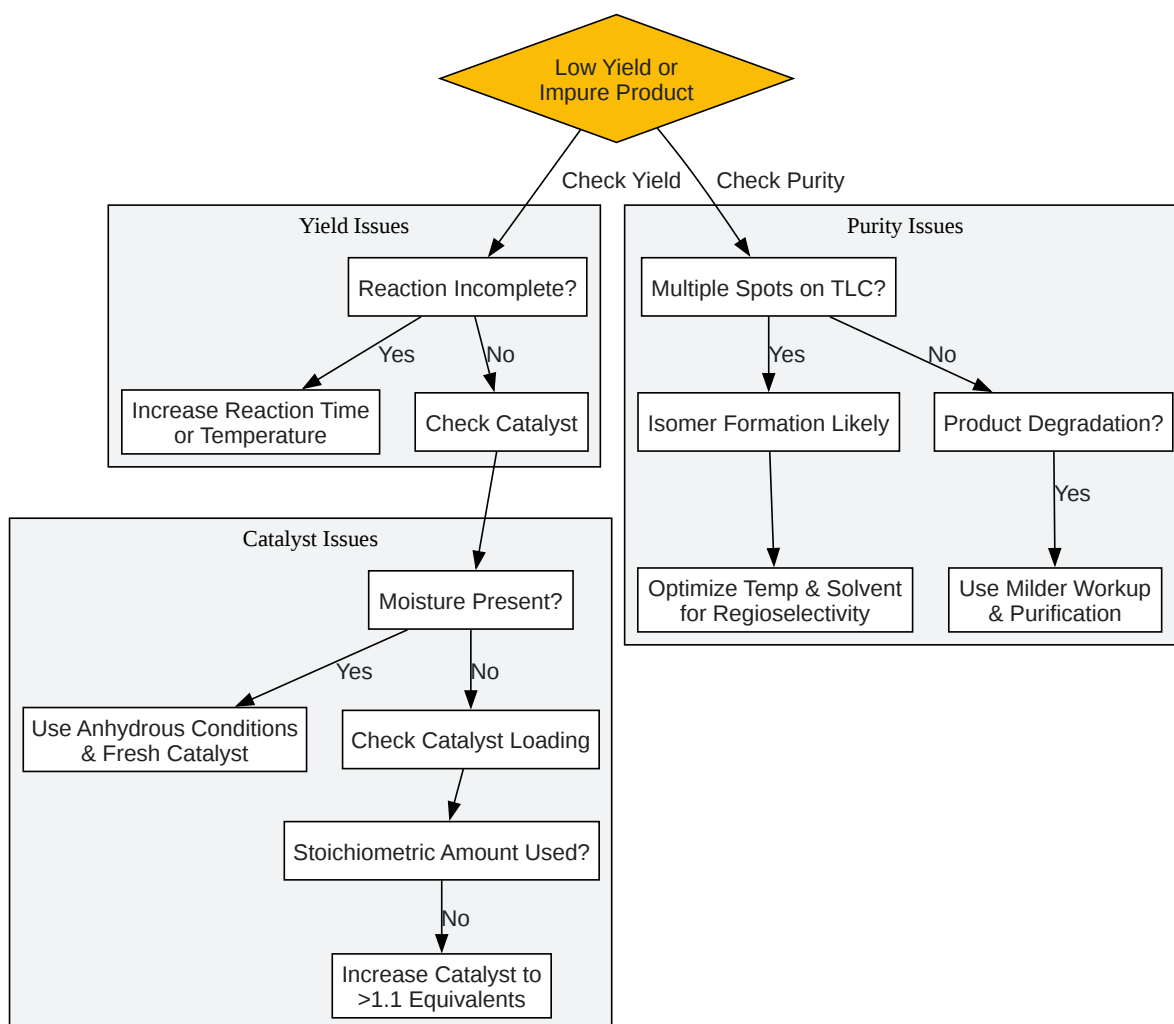 Low Yield or
Impure Product
Check Yield
Check Purity
Yield Issues
Purity Issues
Reaction Incomplete?
Multiple Spots on TLC?
Yes
No
Yes
No
Increase Reaction Time
or Temperature
Check Catalyst
Isomer Formation Likely
Product Degradation?
Yes
Catalyst Issues
Moisture Present?
Optimize Temp & Solvent
for Regioselectivity
Use Milder Workup
& Purification
Yes
No
Use Anhydrous Conditions
& Fresh Catalyst
Check Catalyst Loading
Stoichiometric Amount Used?
No
Increase Catalyst to
>1.1 Equivalents